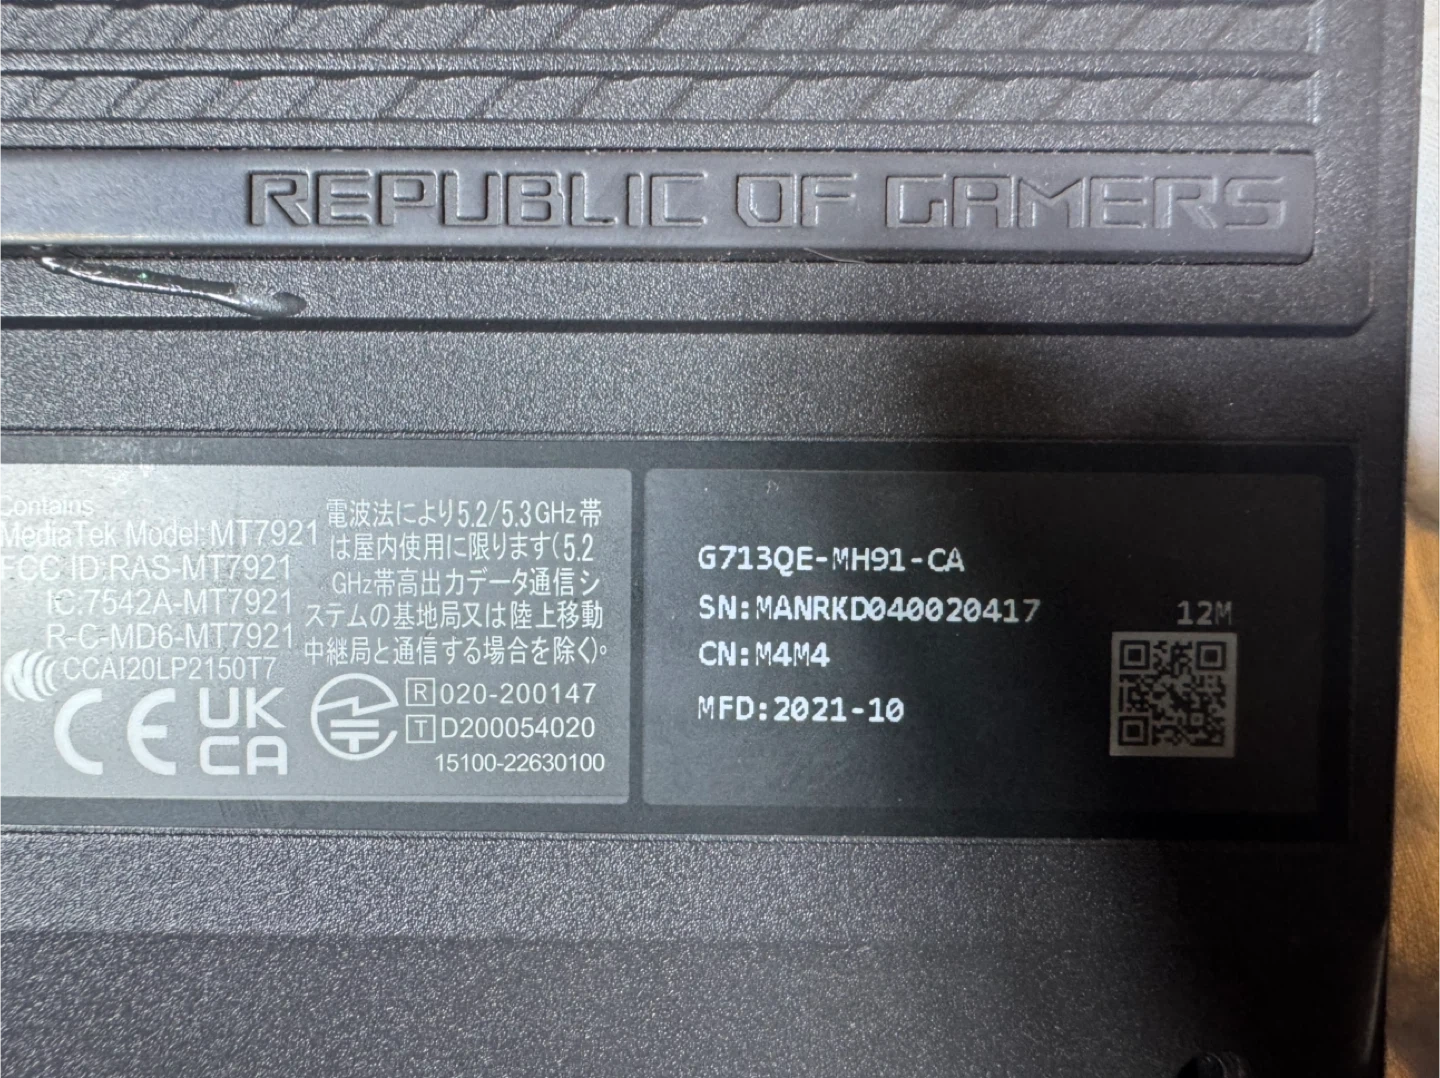 REPUBLIC OF GAMERS
Contains
MediaTek Model:MT7921
FCC ID:RAS-MT7921
IC:7542A-MT7921
R-C-MD6-MT7921
CCAI20LP2150T7
CE UK CA
電波法により5.2/5.3GHz帯
は屋内使用に限ります(5.2
GHz帯高出力データ通信シ
ステムの基地局又は陸上移動
中継局と通信する場合を除く)。
R 020-200147
T D200054020
15100-22630100
G713QE-MH91-CA
SN:MANRKD040020417
CN:M4M4
MFD:2021-10
12M